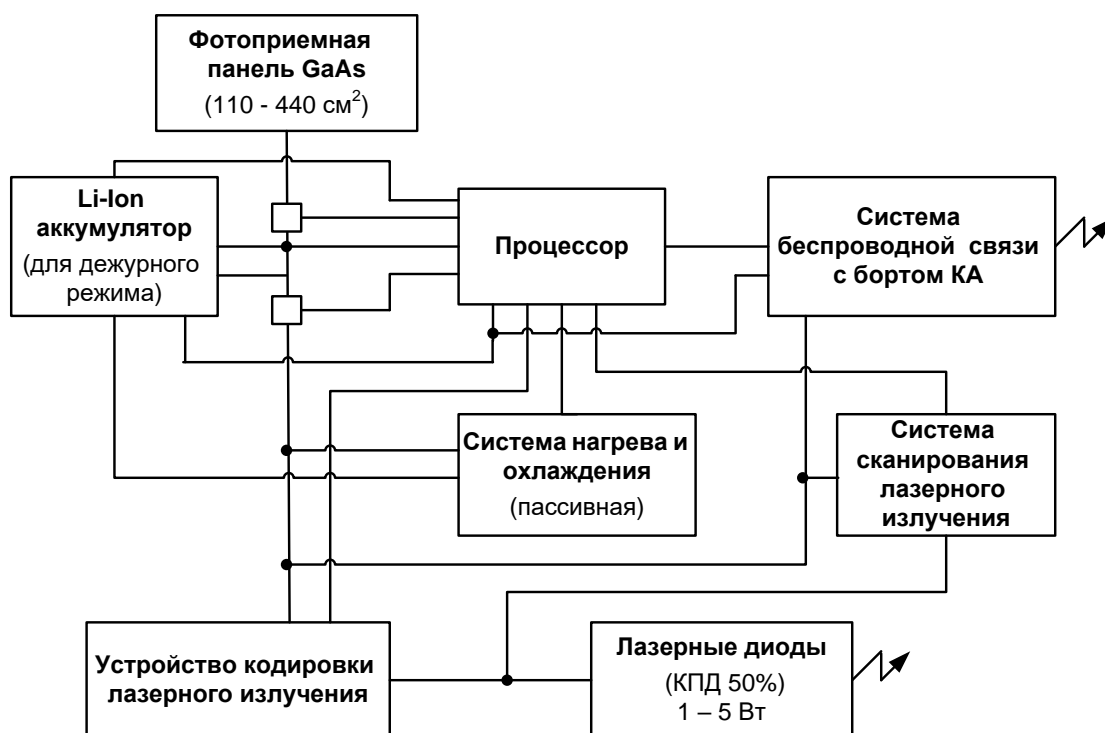 Фотоприемная
панель GaAs
(110 - 440 см²)
Li-Ion
аккумулятор
(для дежурного
режима)
Процессор
Система
беспроводной связи
с бортом КА
Система нагрева и
охлаждения
(пассивная)
Система
сканирования
лазерного
излучения
Устройство кодировки
лазерного излучения
Лазерные диоды
(КПД 50%)
1 – 5 Вт